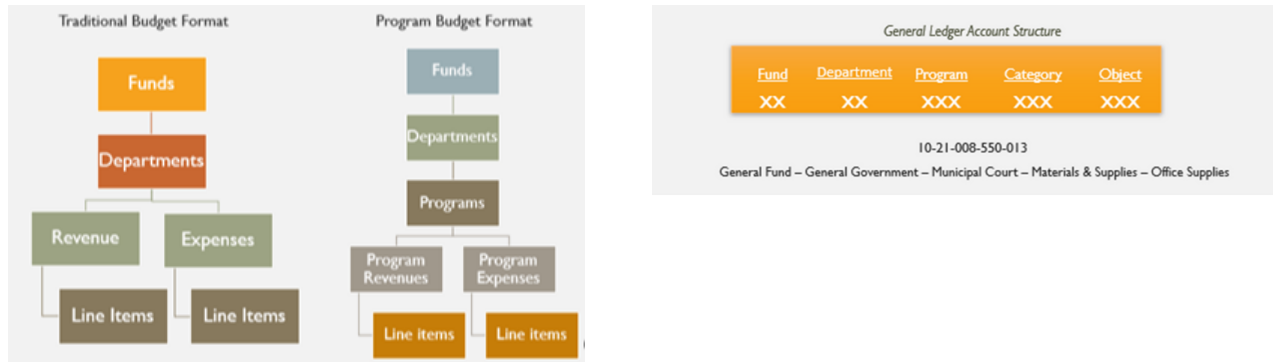 Traditional Budget Format
Funds
Departments
Revenue
Expenses
Line Items
Line Items
Program Budget Format
Funds
Departments
Programs
Program
Revenues
Program
Expenses
Line items
Line items
General Ledger Account Structure
Fund Department Program Category Object
XX XX XXX XXX XXX
10-21-008-550-013
General Fund – General Government – Municipal Court – Materials & Supplies – Office Supplies